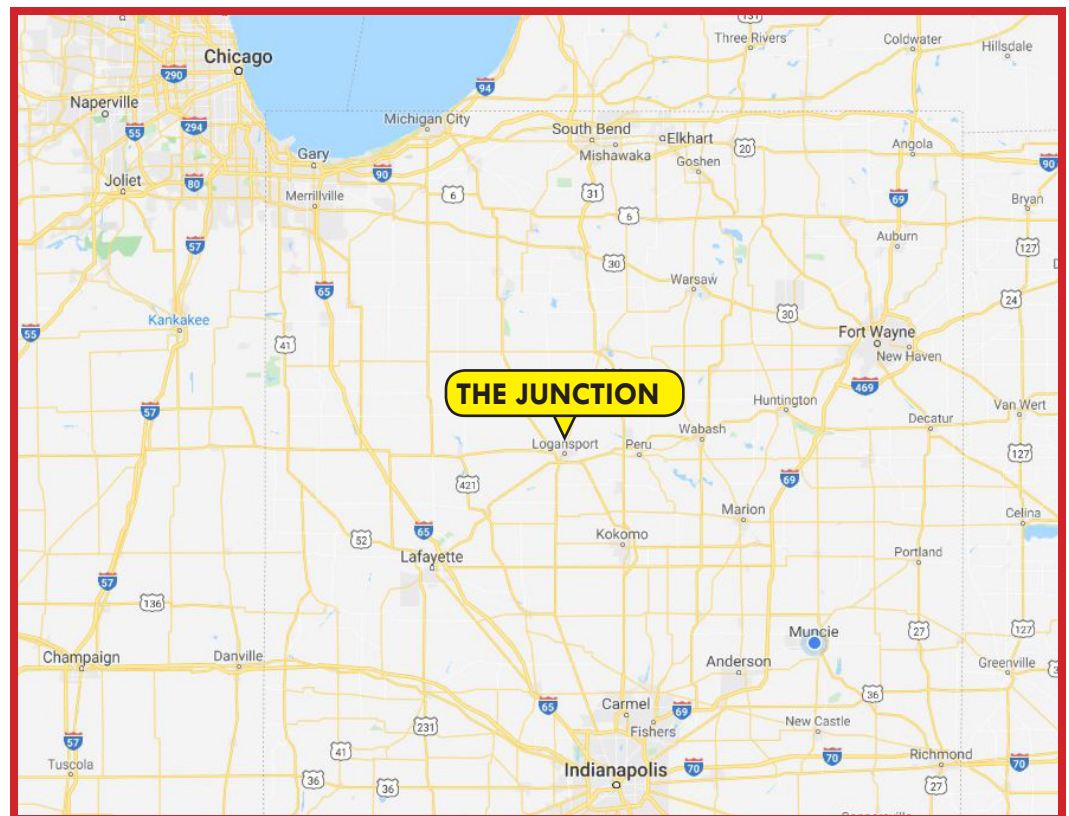 131
Three Rivers
Coldwater
Hillsdale
Chicago
290
94
Naperville
Michigan City
55
294
South Bend
Elkhart
20
Angola
Gary
Mishawaka
Goshen
90
90
Joliet
80
Merrillville
6
31
69
Bryan
6
57
Auburn
127
30
Warsaw
65
24
Kankakee
30
55
41
Fort Wayne
New Haven
THE JUNCTION
469
57
Huntington
Van Wert
Wabash
Decatur
Logansport
Peru
127
421
69
Marion
Celina
65
Kokomo
52
Lafayette
Portland
57
136
Muncie
27
127
Champaign
Danville
Anderson
Greenville
36
65
Carmel
69
231
Fishers
New Castle
57
41
70
Richmond
Tuscola
Indianapolis
70
70
36
36
27